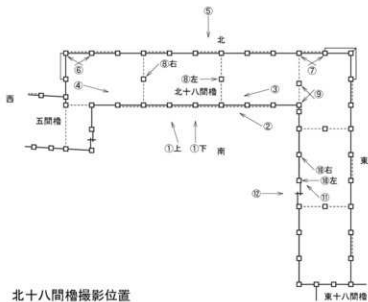 ⑤
北
⑥
⑦
⑧右
⑧左
④
③
北十八間櫓
⑨
西
五間櫓
②
①上
①下
南
東
⑩右
⑩左
⑪
⑫
北十八間櫓撮影位置
東十八間櫓